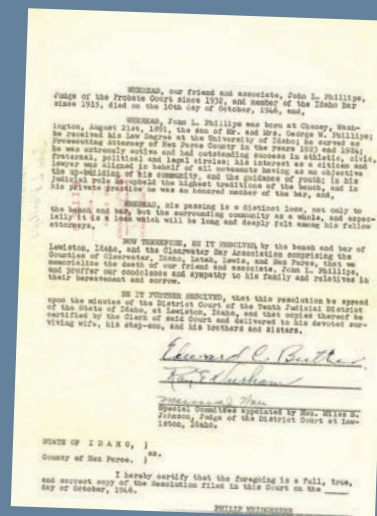 WHEREAS, our friend and associate, John L. Phillips,
Judge of the Probate Court since 1932, and member of the Idaho Bar
since 1915, died on the 10th day of October, 1946, and,
WHEREAS, John L. Phillips was born at Cheney, Wash-
ington, August 21st, 1891, the son of Mr. and Mrs. George W. Phillips;
he received his Law Degree at the University of Idaho; he served as
Prosecuting Attorney of Nez Perce County in the Years 1923 and 1924;
he was extremely active and had outstanding success in athletic, civic,
fraternal, political and legal circles; his interest as a citizen and
lawyer was aligned in behalf of all movements having as an objective
the up-building of his community, and the guidance of youth; in his
judicial role he upheld the highest traditions of the bench, and in
his private practice he was an honored member of the bar, and,
WHEREAS, his passing is a distinct loss, not only to
the bench and bar, but the surrounding community as a whole, and espec-
ially it is a loss which will be long and deeply felt among his fellow
attorneys.
NOW THEREFORE, BE IT RESOLVED, by the bench and bar of
Lewiston, Idaho, and the Clearwater Bar Association comprising the
Counties of Clearwater, Idaho, Latah, Lewis, and Nez Perce, that we
memorialize the death of our friend and associate, John L. Phillips,
and proffer our condolence and sympathy to his family and relatives in
their bereavement and sorrow.
BE IT FURTHER RESOLVED, that this resolution be spread
upon the minutes of the District Court of the Tenth Judicial District
of the State of Idaho, at Lewiston, Idaho, and that copies thereof be
certified by the Clerk of said Court and delivered to his devoted sur-
viving wife, his step-son, and his brothers and sisters.
Edward C. Butler
Special Committee appointed by Hon. Miles S.
Johnson, Judge of the District Court at Lew-
iston, Idaho.
STATE OF I D A H O, )
ss.
County of Nez Perce. )
I hereby certify that the foregoing is a full, true,
and correct copy of the Resolution filed in this Court on the ____
day of October, 1946.
PHILIP WEISGERBER